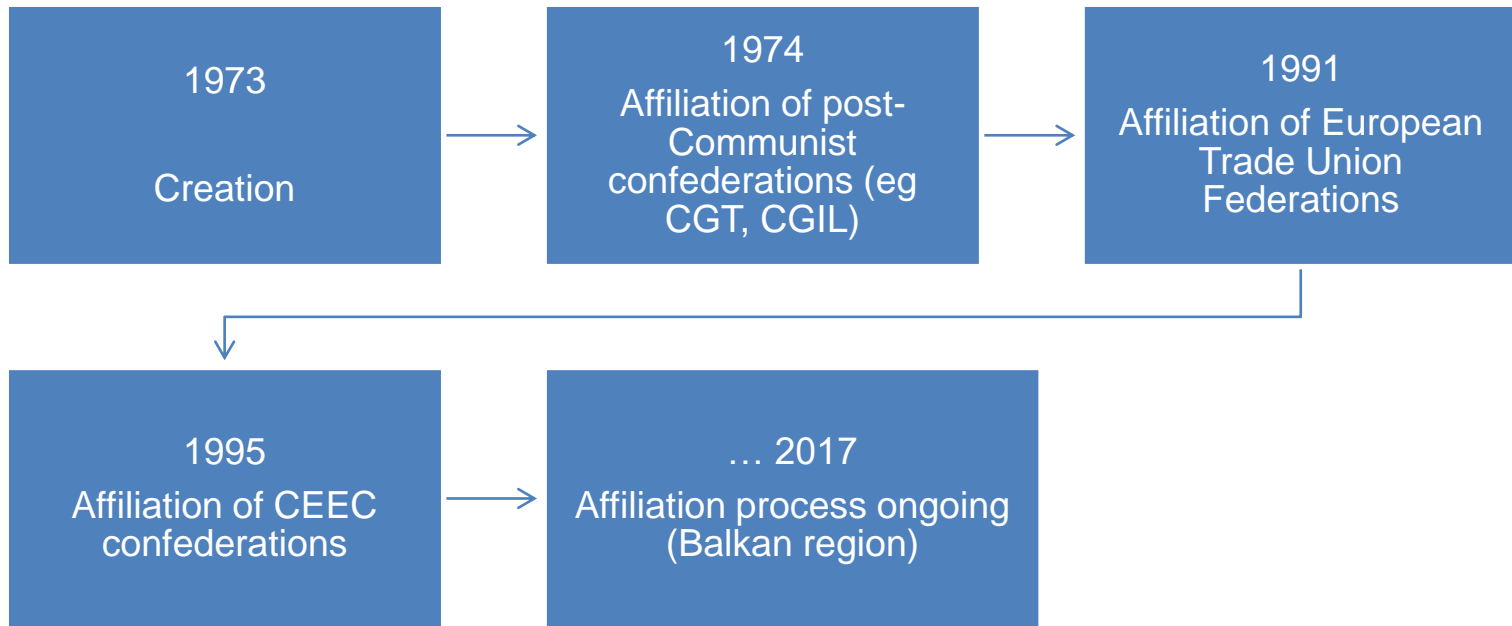 1973
Creation
1974
Affiliation of post-
Communist
confederations (eg
CGT, CGIL)
1991
Affiliation of European
Trade Union
Federations
1995
Affiliation of CEEC
confederations
… 2017
Affiliation process ongoing
(Balkan region)